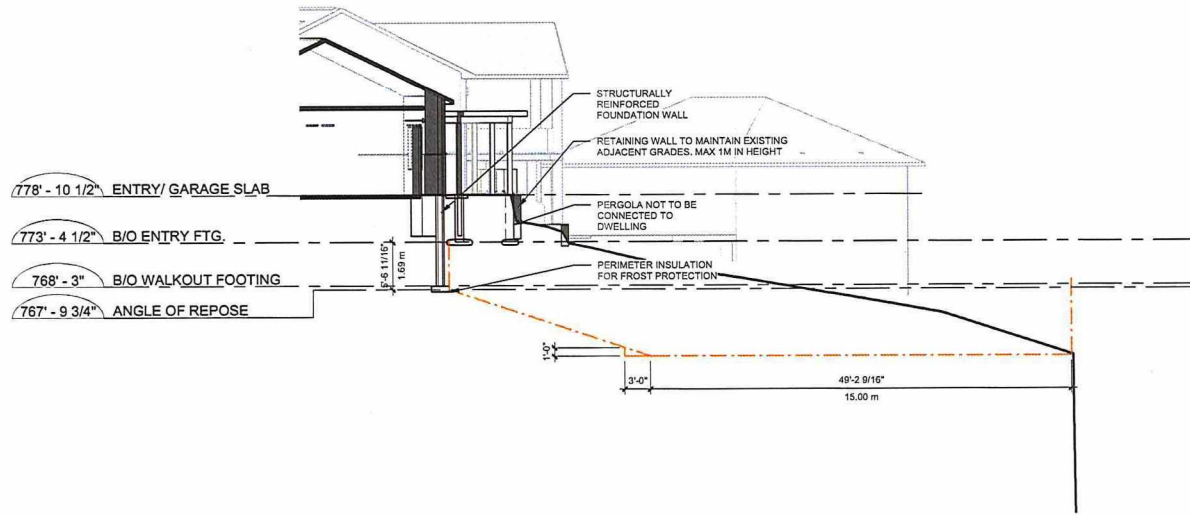 STRUCTURALLY
REINFORCED
FOUNDATION WALL
RETAINING WALL TO MAINTAIN EXISTING
ADJACENT GRADES. MAX 1M IN HEIGHT
778' - 10 1/2" ENTRY/ GARAGE SLAB
PERGOLA NOT TO BE
CONNECTED TO
DWELLING
773' - 4 1/2" B/O ENTRY FTG.
5'-6 11/16"
1.69 m
PERIMETER INSULATION
FOR FROST PROTECTION
768' - 3" B/O WALKOUT FOOTING
767' - 9 3/4" ANGLE OF REPOSE
1'-0"
3'-0"
49'-2 9/16"
15.00 m